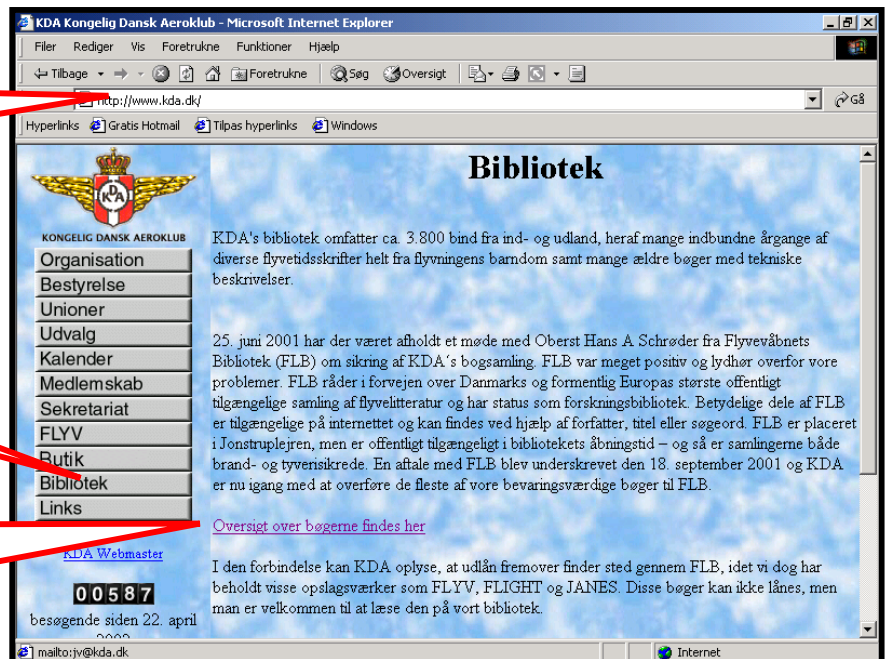 KDA Kongelig Dansk Aeroklub - Microsoft Internet Explorer
Filer Rediger Vis Foretrukne Funktioner Hjælp
Tilbage Foretrukne Søg Oversigt
http://www.kda.dk/ Gå
Hyperlinks Gratis Hotmail Tilpas hyperlinks Windows
KDA
KONGELIG DANSK AEROKLUB
Organisation
Bestyrelse
Unioner
Udvalg
Kalender
Medlemskab
Sekretariat
FLYV
Butik
Bibliotek
Links
KDA Webmaster
00587
besøgende siden 22. april
Bibliotek
KDA's bibliotek omfatter ca. 3.800 bind fra ind- og udland, heraf mange indbundne årgange af
diverse flyvetidsskrifter helt fra flyvningens barndom samt mange ældre bøger med tekniske
beskrivelser.
25. juni 2001 har der været afholdt et møde med Oberst Hans A Schrøder fra Flyvevåbnets
Bibliotek (FLB) om sikring af KDA´s bogsamling. FLB var meget positiv og lydhør overfor vore
problemer. FLB råder i forvejen over Danmarks og formentlig Europas største offentligt
tilgængelige samling af flyvelitteratur og har status som forskningsbibliotek. Betydelige dele af FLB
er tilgængelige på internettet og kan findes ved hjælp af forfatter, titel eller søgeord. FLB er placeret
i Jonstruplejren, men er offentligt tilgængeligt i bibliotekets åbningstid – og så er samlingerne både
brand- og tyverisikrede. En aftale med FLB blev underskrevet den 18. september 2001 og KDA
er nu igang med at overføre de fleste af vore bevaringsværdige bøger til FLB.
Oversigt over bøgerne findes her
I den forbindelse kan KDA oplyse, at udlån fremover finder sted gennem FLB, idet vi dog har
beholdt visse opslagsværker som FLYV, FLIGHT og JANES. Disse bøger kan ikke lånes, men
man er velkommen til at læse den på vort bibliotek.
mailto:jv@kda.dk Internet